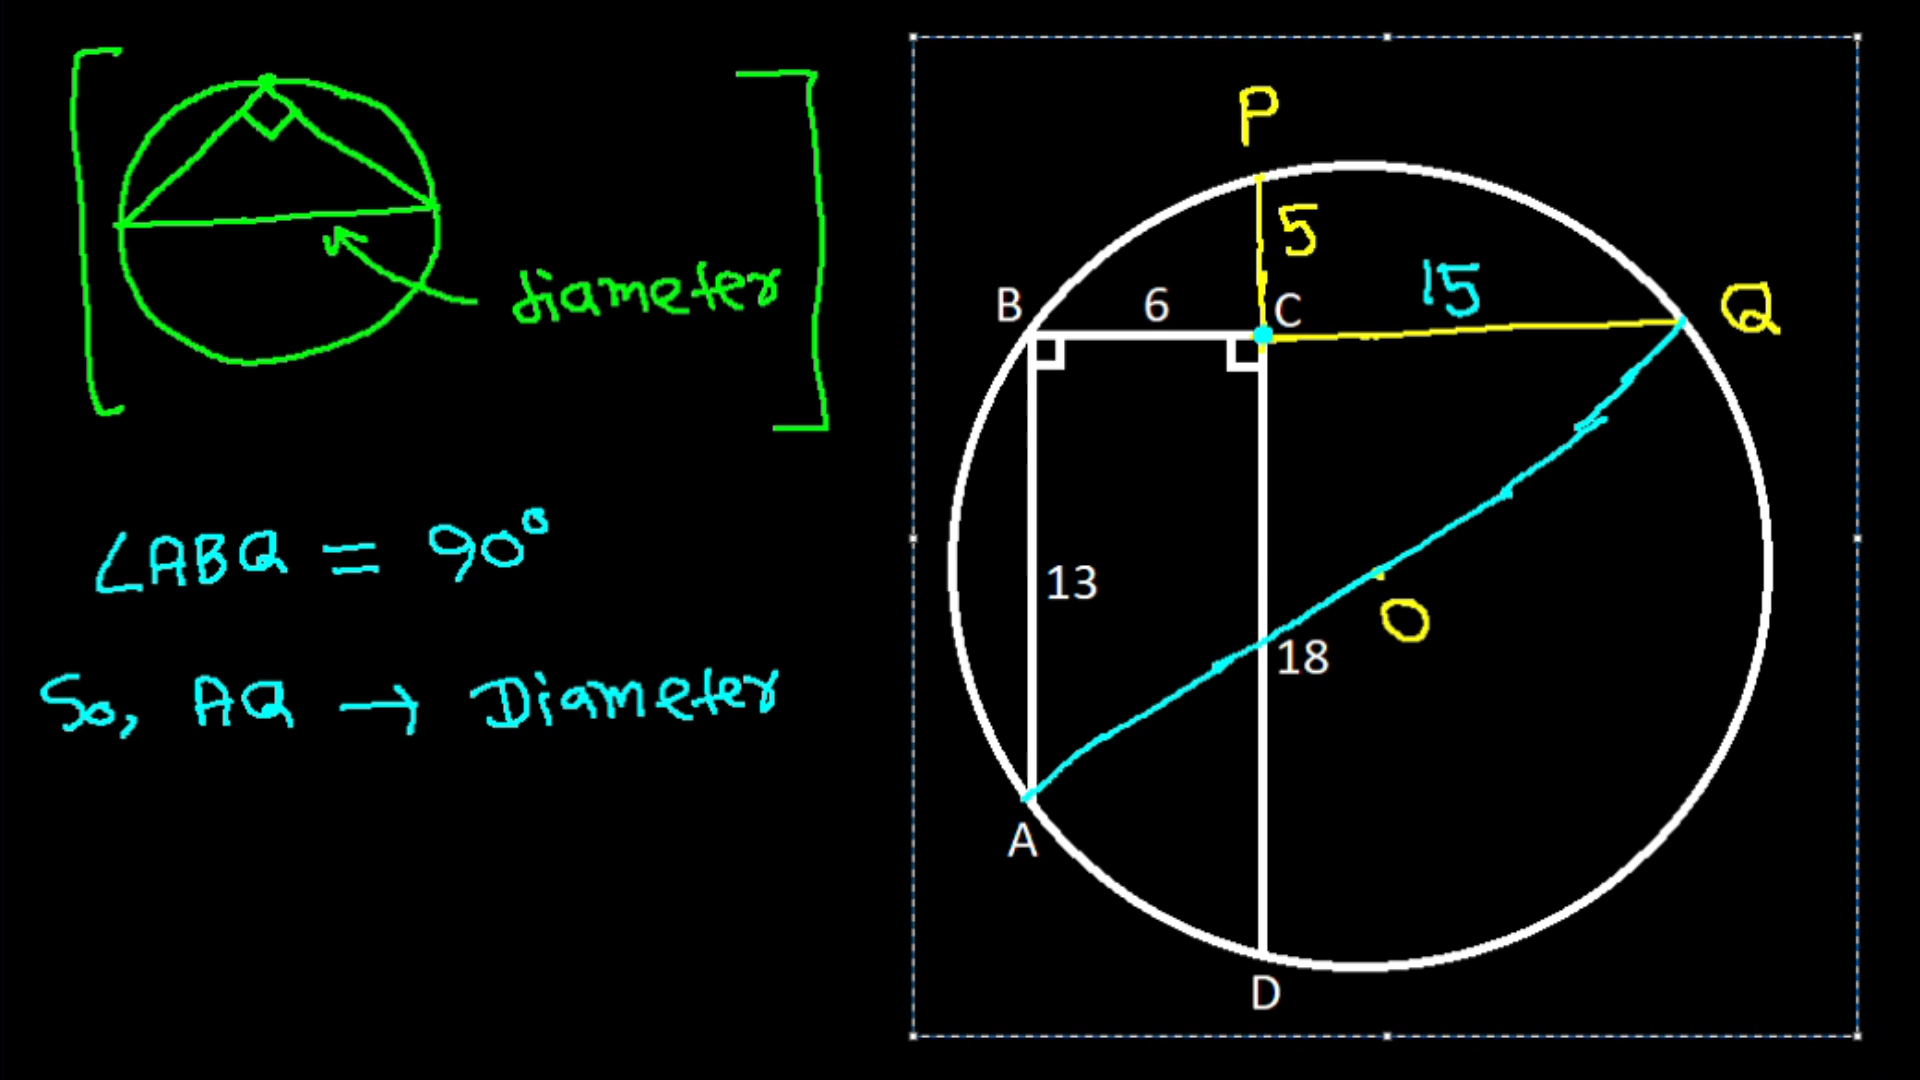 diameter
∠ABQ = 90°
So, AQ → Diameter
P
5
15
B
6
C
Q
13
O
18
A
D